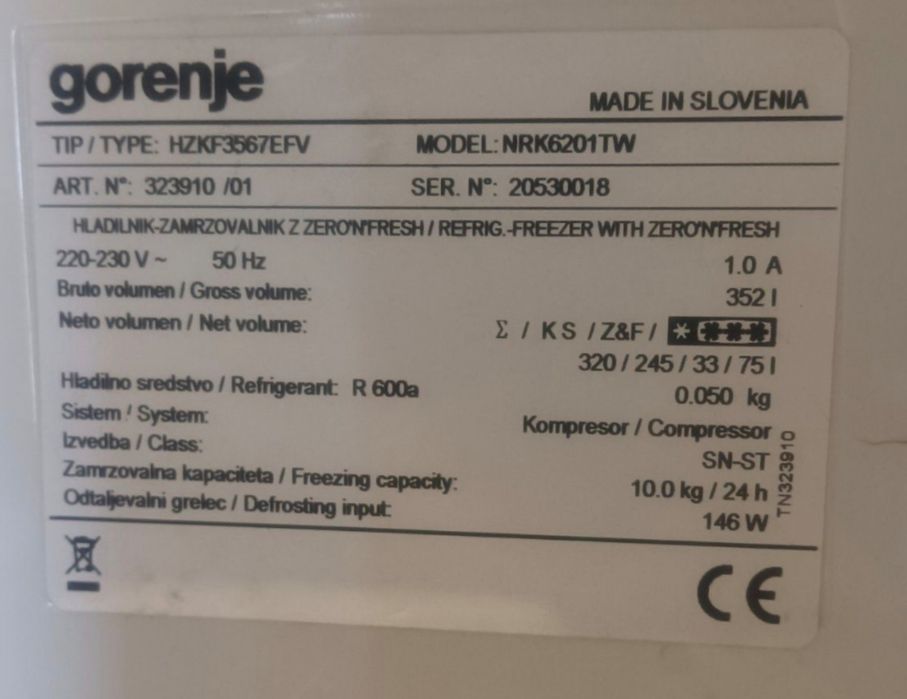 gorenje
MADE IN SLOVENIA
TIP / TYPE: HZKF3567EFV MODEL: NRK6201TW
ART. N°: 323910 /01 SER. N°: 20530018
HLADILNIK-ZAMRZOVALNIK Z ZERO'N'FRESH / REFRIG.-FREEZER WITH ZERO'N'FRESH
220-230 V ~ 50 Hz 1.0 A
Bruto volumen / Gross volume: 352 l
Neto volumen / Net volume: Σ / K S / Z&F / * ***
320 / 245 / 33 / 75 l
Hladilno sredstvo / Refrigerant: R 600a 0.050 kg
Sistem / System: Kompresor / Compressor
Izvedba / Class: SN-ST
Zamrzovalna kapaciteta / Freezing capacity: 10.0 kg / 24 h
Odtaljevalni grelec / Defrosting input: 146 W
TN323910
CE